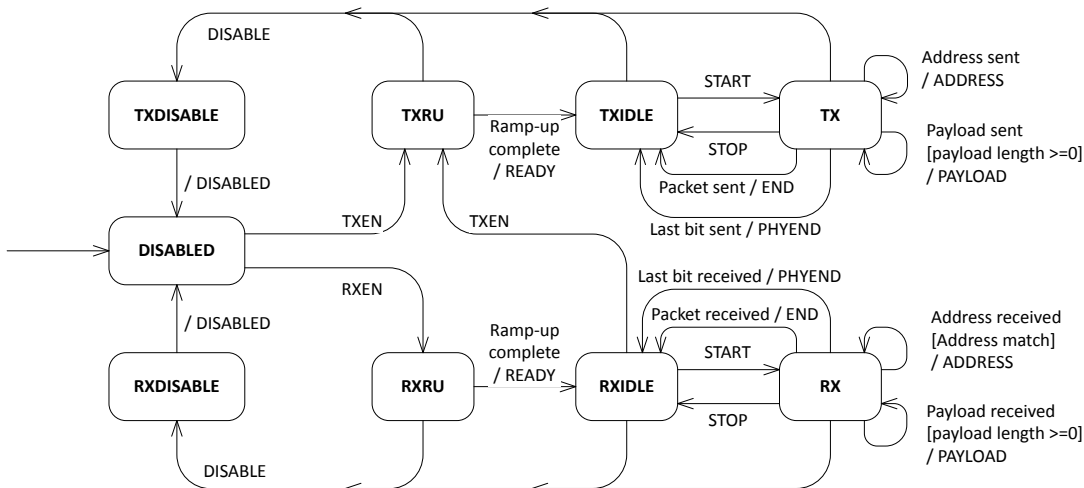 DISABLE
TXDISABLE
TXRU
Ramp-up
complete
/ READY
TXIDLE
START
STOP
Packet sent / END
Last bit sent / PHYEND
TX
Address sent
/ ADDRESS
Payload sent
[payload length >=0]
/ PAYLOAD
/ DISABLED
DISABLED
TXEN
TXEN
RXEN
/ DISABLED
RXDISABLE
RXRU
Ramp-up
complete
/ READY
RXIDLE
Last bit received / PHYEND
Packet received / END
START
STOP
RX
Address received
[Address match]
/ ADDRESS
Payload received
[payload length >=0]
/ PAYLOAD
DISABLE